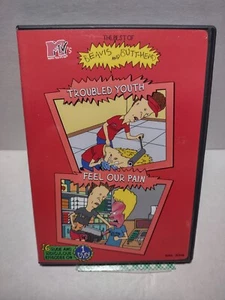 MTV
THE BEST OF
BEAVIS AND BUTT-HEAD
TROUBLED YOUTH
FEEL OUR PAIN